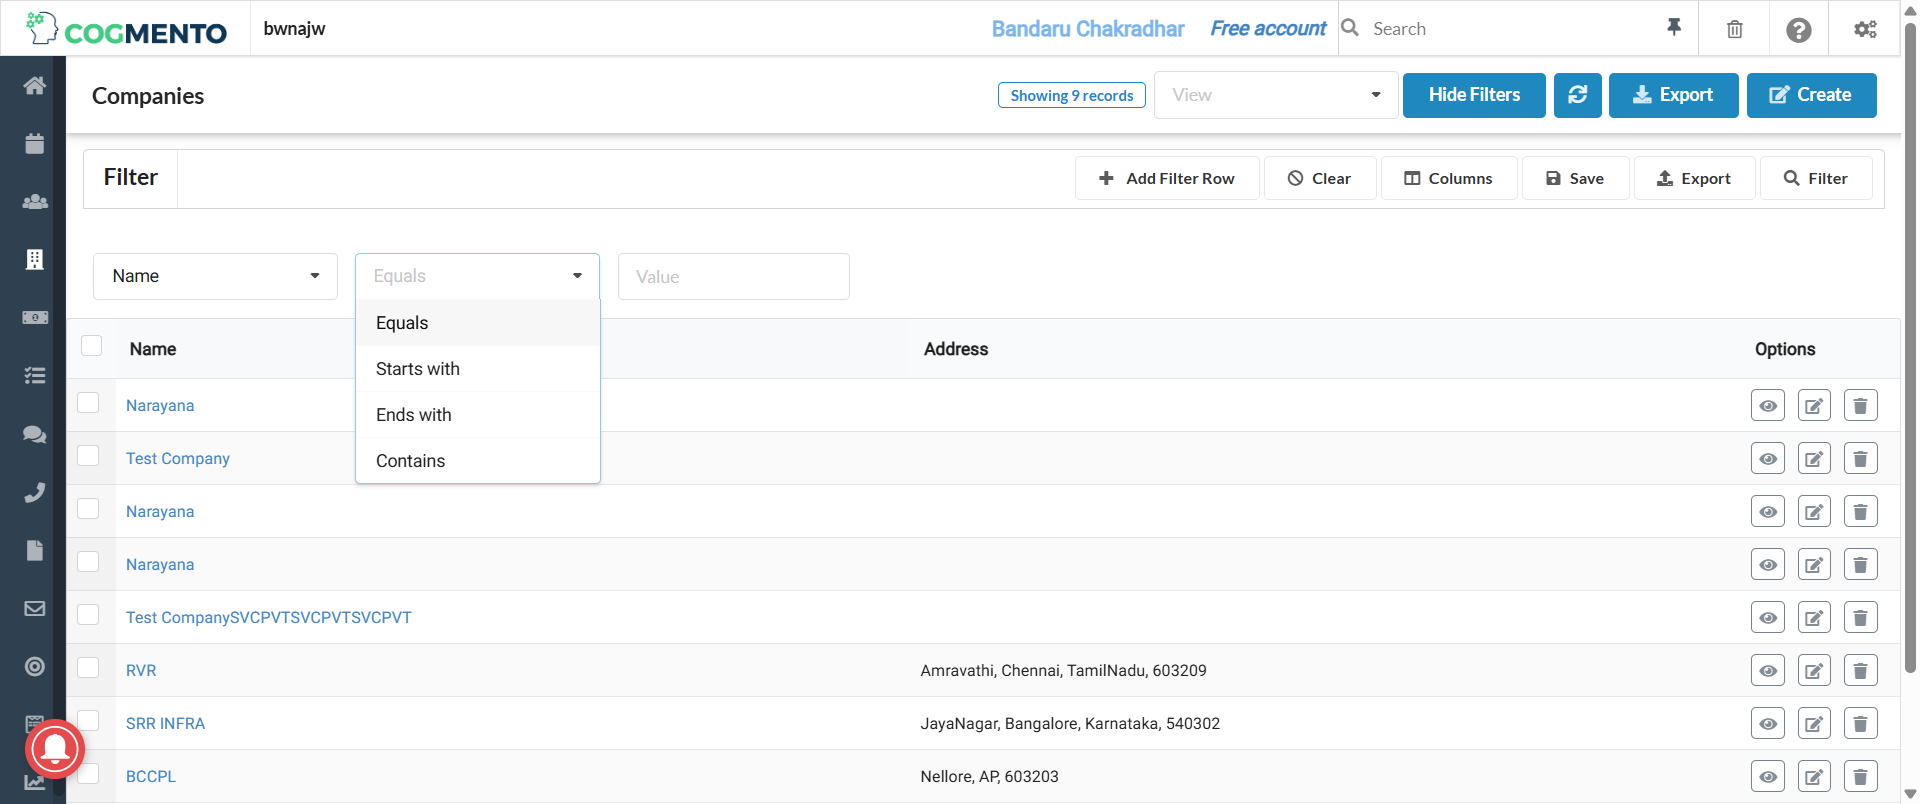 COGMENTO
bwnajw
Bandaru Chakradhar
Free account
Search
Companies
Showing 9 records
View
Hide Filters
Export
Create
Filter
Add Filter Row
Clear
Columns
Save
Export
Filter
Name
Equals
Value
Equals
Starts with
Ends with
Contains
Name
Address
Options
Narayana
Test Company
Narayana
Narayana
Test CompanySVCPVTSVCPVTSVCPVT
RVR
Amravathi, Chennai, TamilNadu, 603209
SRR INFRA
JayaNagar, Bangalore, Karnataka, 540302
BCCPL
Nellore, AP, 603203